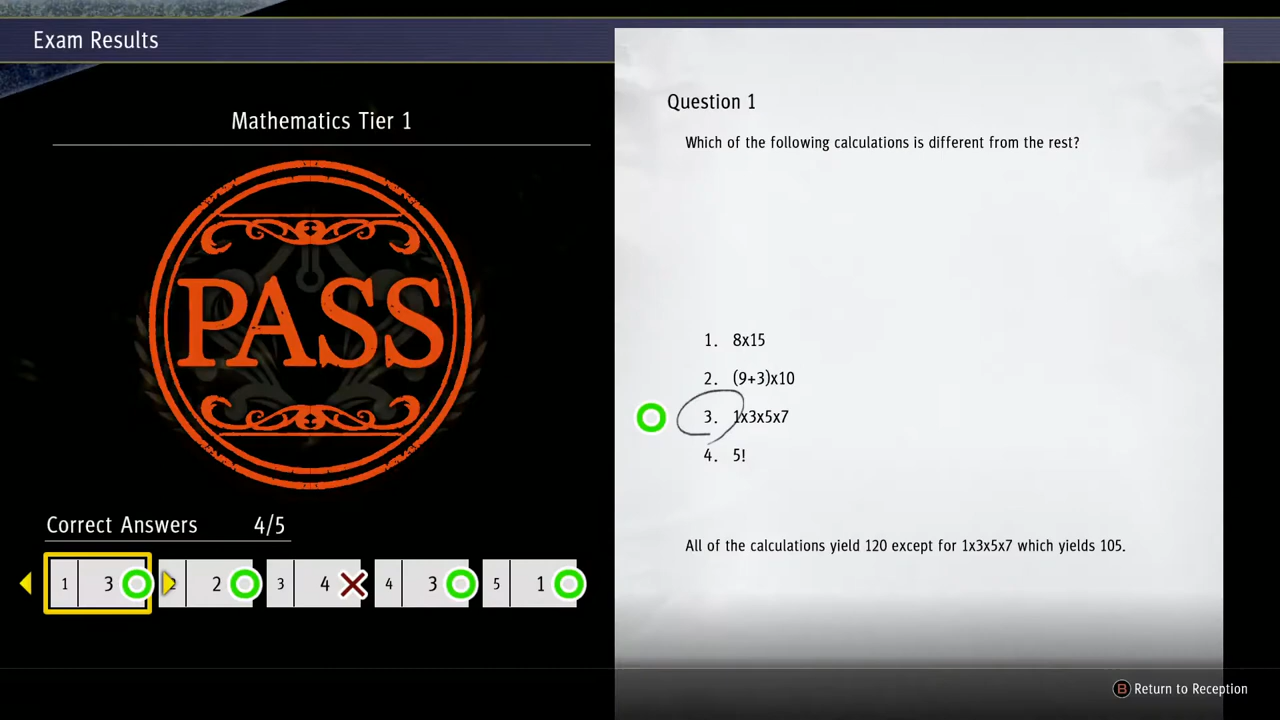 Exam Results
Mathematics Tier 1
PASS
Correct Answers 4/5
1 3 2 2 3 4 4 3 5 1
Question 1
Which of the following calculations is different from the rest?
1. 8x15
2. (9+3)x10
3. 1x3x5x7
4. 5!
All of the calculations yield 120 except for 1x3x5x7 which yields 105.
B Return to Reception